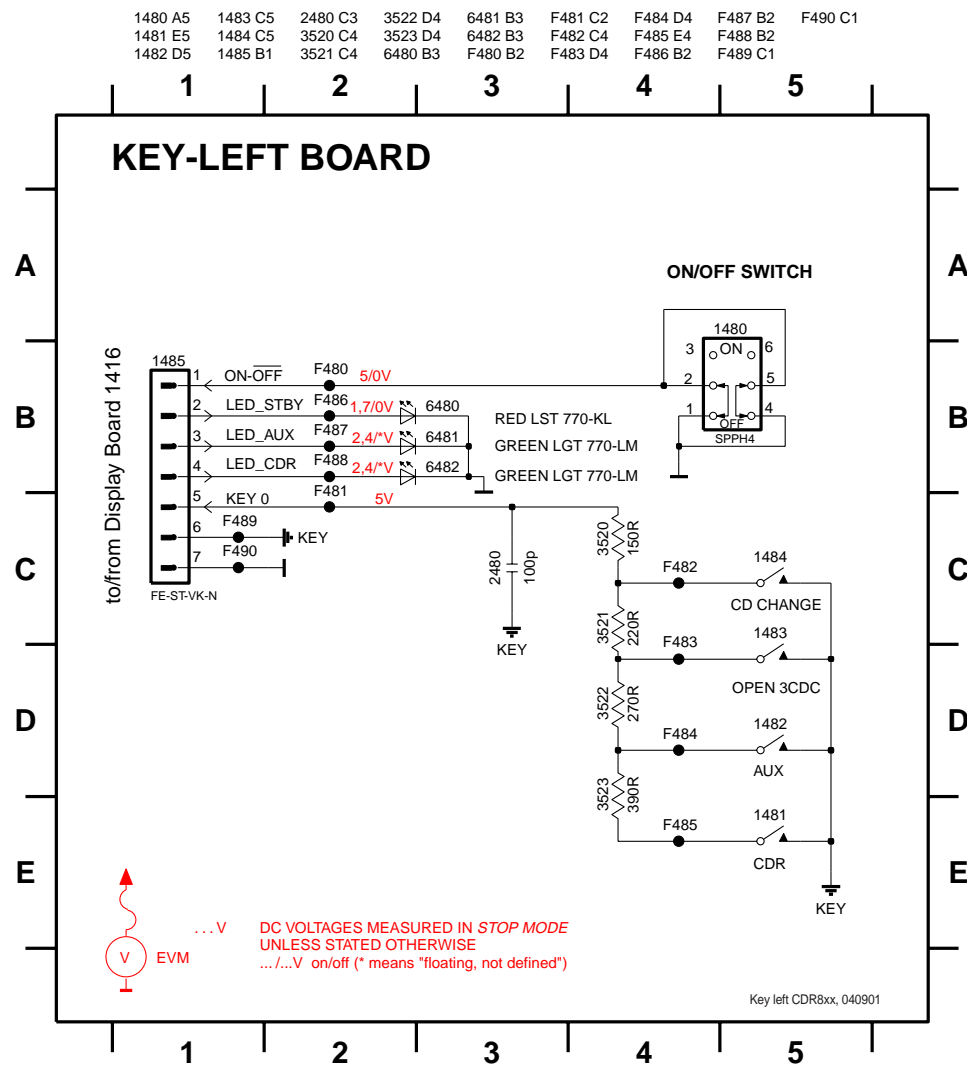 1480 A5 1483 C5 2480 C3 3522 D4 6481 B3 F481 C2 F484 D4 F487 B2 F490 C1
1481 E5 1484 C5 3520 C4 3523 D4 6482 B3 F482 C4 F485 E4 F488 B2
1482 D5 1485 B1 3521 C4 6480 B3 F480 B2 F483 D4 F486 B2 F489 C1
1 2 3 4 5
KEY-LEFT BOARD
A A
ON/OFF SWITCH
1480
3 ON 6
2 5
1 4
OFF
SPPH4
to/from Display Board 1416
1485
1 ON-OFF F480 5/0V
B B
2 LED_STBY F486 1,7/0V 6480 RED LST 770-KL
3 LED_AUX F487 2,4/*V 6481 GREEN LGT 770-LM
4 LED_CDR F488 2,4/*V 6482 GREEN LGT 770-LM
5 KEY 0 F481 5V
6 F489 KEY
7 F490
FE-ST-VK-N
C C
2480 100p
KEY
3520 150R
F482 1484
CD CHANGE
3521 220R
F483 1483
OPEN 3CDC
D D
3522 270R
F484 1482
AUX
3523 390R
F485 1481
CDR
E E
KEY
...V DC VOLTAGES MEASURED IN STOP MODE
UNLESS STATED OTHERWISE
V EVM .../...V on/off (* means "floating, not defined")
Key left CDR8xx, 040901
1 2 3 4 5